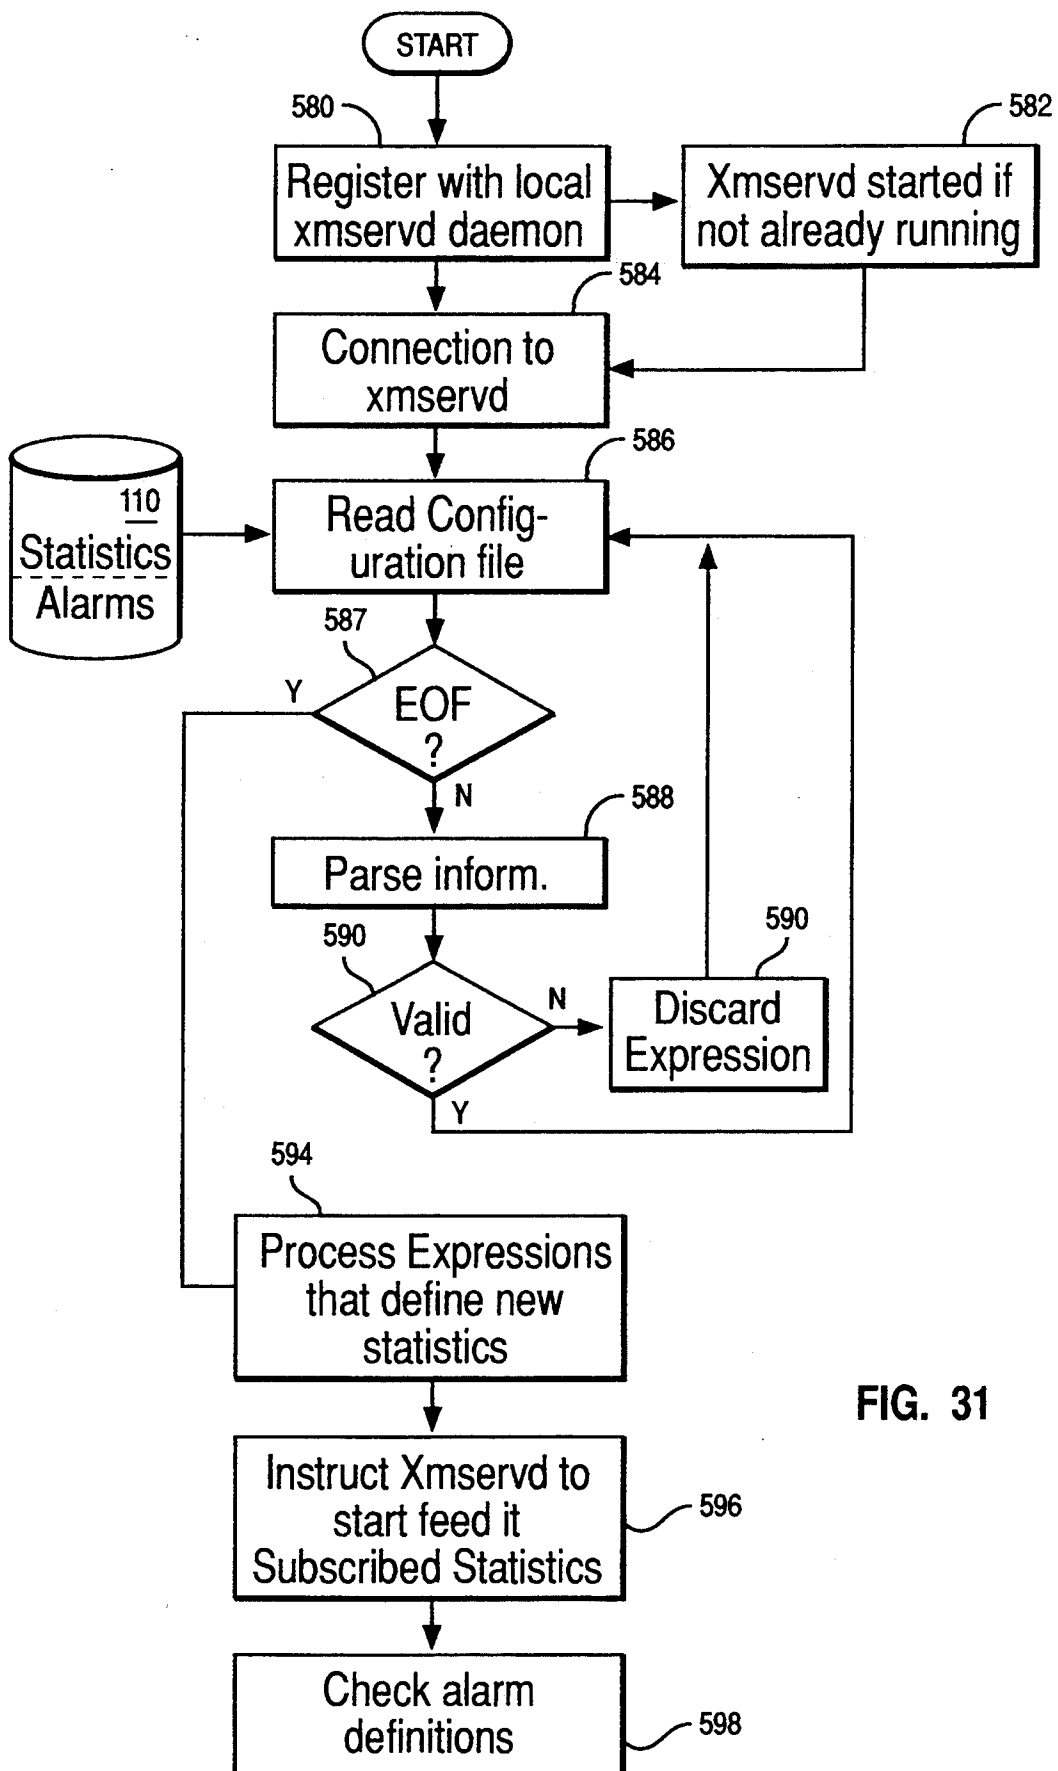 START
580
582
Register with local
xmservd daemon
Xmservd started if
not already running
584
Connection to
xmservd
586
110
Statistics
Alarms
Read Config-
uration file
587
Y
EOF
?
N
588
Parse inform.
590
590
Valid
?
N
Discard
Expression
Y
594
Process Expressions
that define new
statistics
FIG. 31
Instruct Xmservd to
start feed it
Subscribed Statistics
596
Check alarm
definitions
598